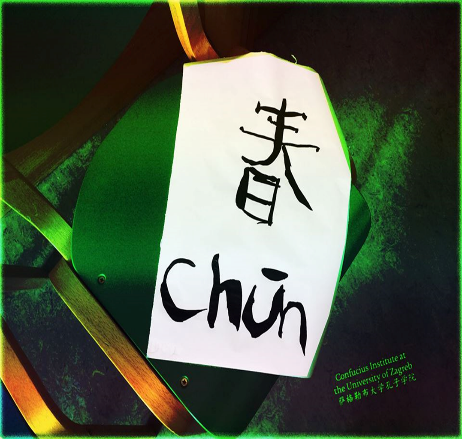 春
Chūn
Confucius Institute at
the University of Zagreb
萨格勒布大学孔子学院